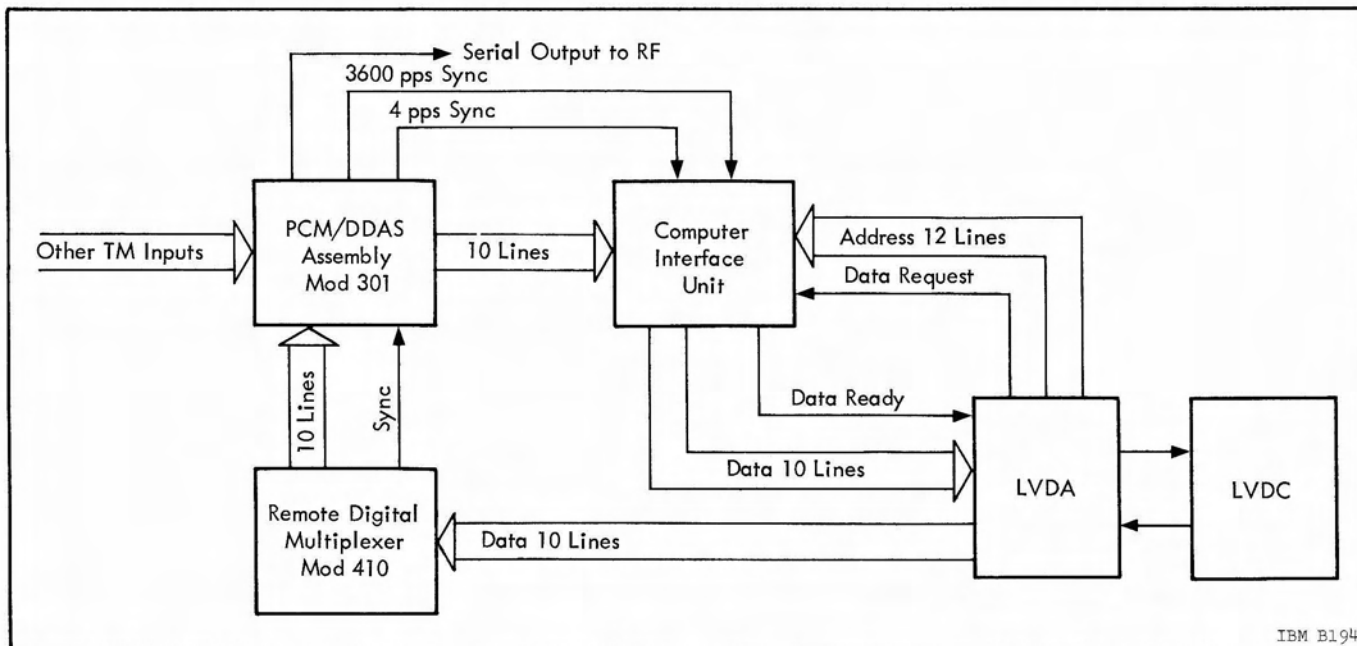 Serial Output to RF
3600 pps Sync
4 pps Sync
Other TM Inputs
PCM/DDAS
Assembly
Mod 301
10 Lines
Computer
Interface
Unit
Address 12 Lines
Data Request
10 Lines
Sync
Data Ready
Data 10 Lines
LVDA
LVDC
Remote Digital
Multiplexer
Mod 410
Data 10 Lines
IBM B194